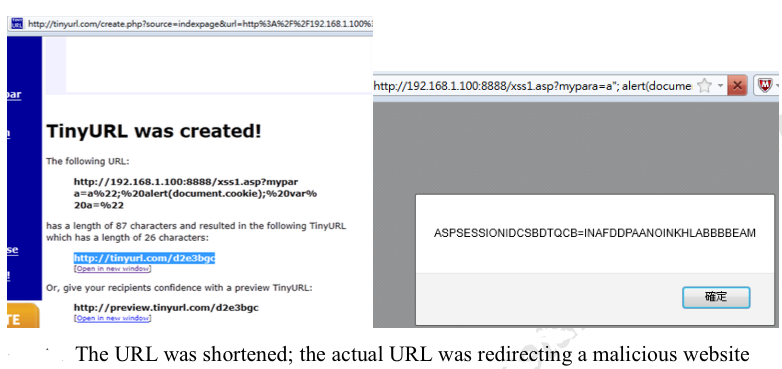 http://tinyurl.com/create.php?source=indexpage&url=http%3A%2F%2F192.168.1.100%
par
TinyURL was created!
The following URL:
http://192.168.1.100:8888/xss1.asp?mypar
a=a%22;%20alert(document.cookie);%20var%
20a=%22
has a length of 87 characters and resulted in the following TinyURL
which has a length of 26 characters:
http://tinyurl.com/d2e3bgc
[Open in new window]
Or, give your recipients confidence with a preview TinyURL:
http://preview.tinyurl.com/d2e3bgc
[Open in new window]
se
!
TE
http://192.168.1.100:8888/xss1.asp?mypara=a"; alert(docume
ASPSESSIONIDCSBDTQCB=INAFDDPAANOINKHLABBBBEAM
確定
The URL was shortened; the actual URL was redirecting a malicious website